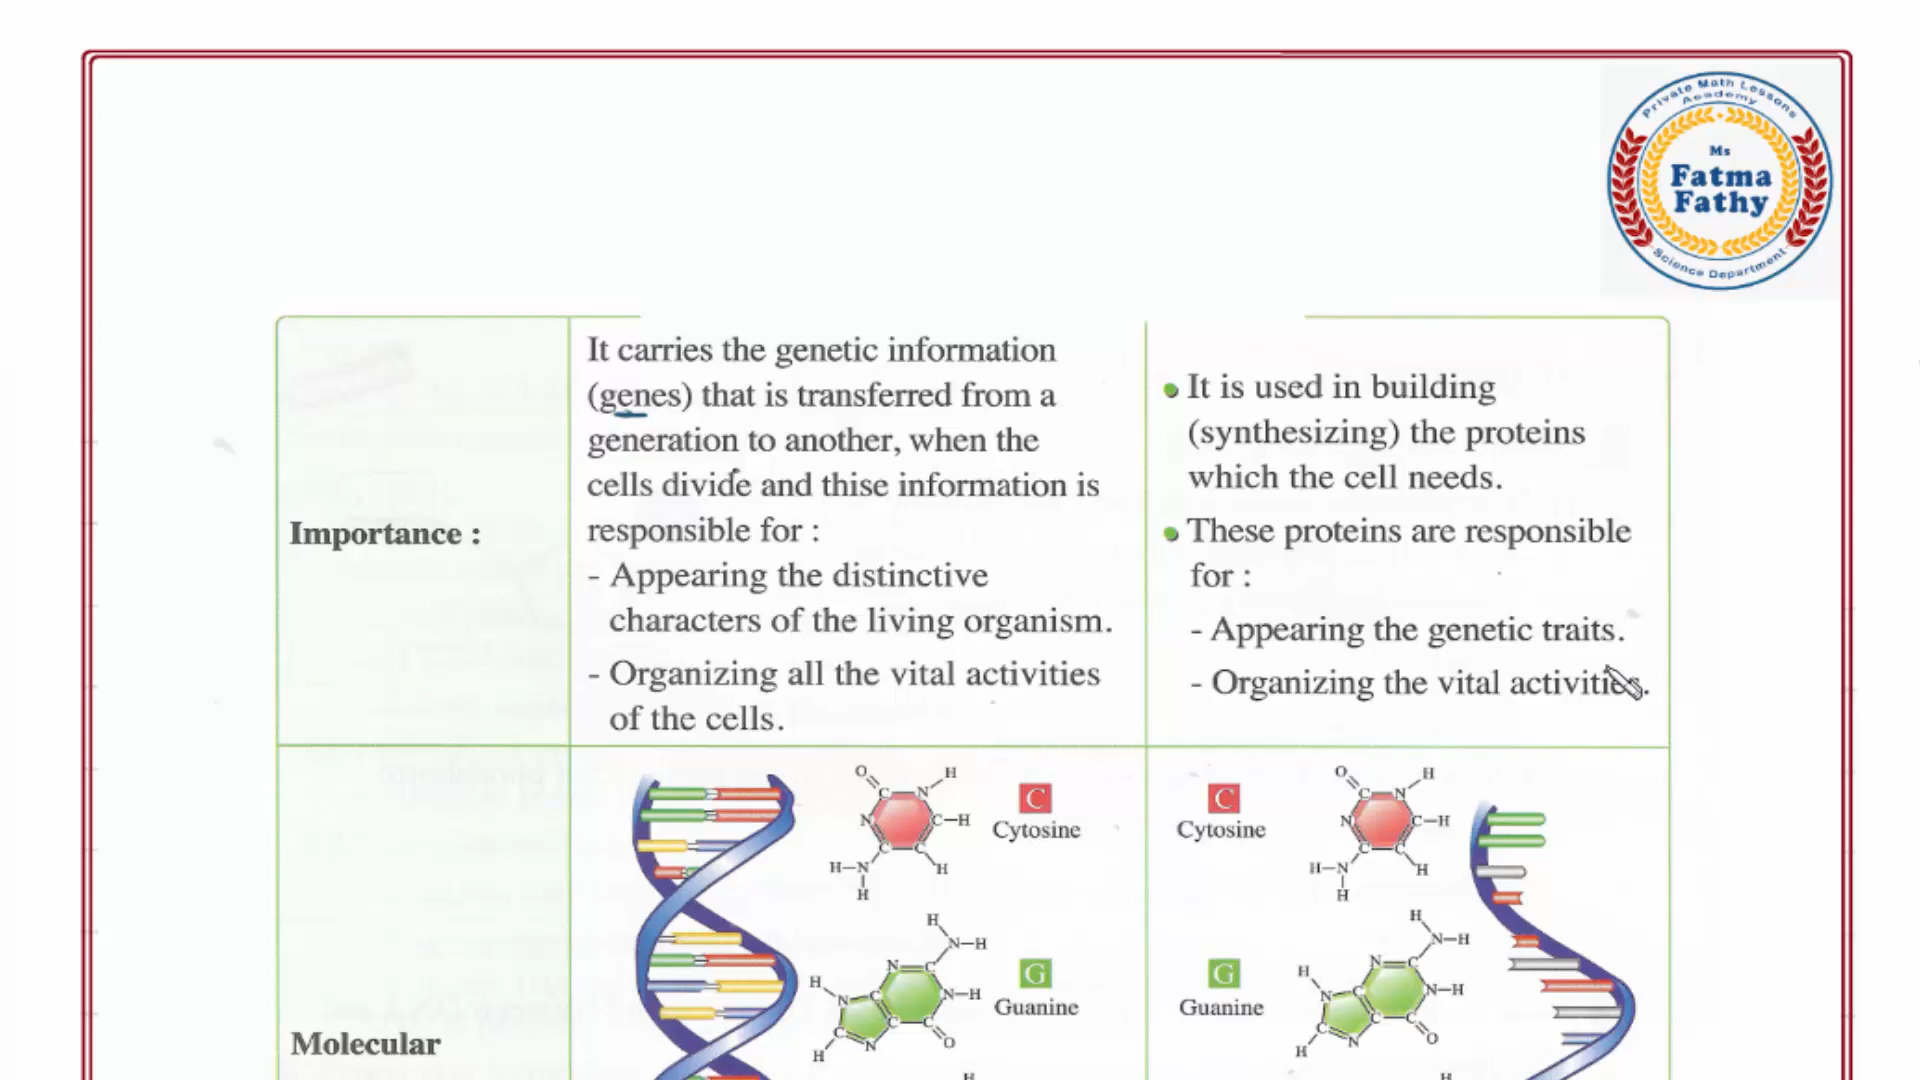 Private Math Lessons
Academy
Ms
Fatma
Fathy
Science Department
Importance :
It carries the genetic information
(genes) that is transferred from a
generation to another, when the
cells divide and thise information is
responsible for :
- Appearing the distinctive
characters of the living organism.
- Organizing all the vital activities
of the cells.
• It is used in building
(synthesizing) the proteins
which the cell needs.
• These proteins are responsible
for :
- Appearing the genetic traits.
- Organizing the vital activities.
Molecular
O
H
C
N
N
C
H
C
C
H
N
H
H
C
Cytosine
H
N
H
N
C
H
N
C
N
H
C
C
C
H
N
O
H
G
Guanine
C
Cytosine
O
H
C
N
N
C
H
C
C
H
N
H
H
G
Guanine
H
N
H
N
C
H
N
C
N
H
C
C
C
H
N
O
H